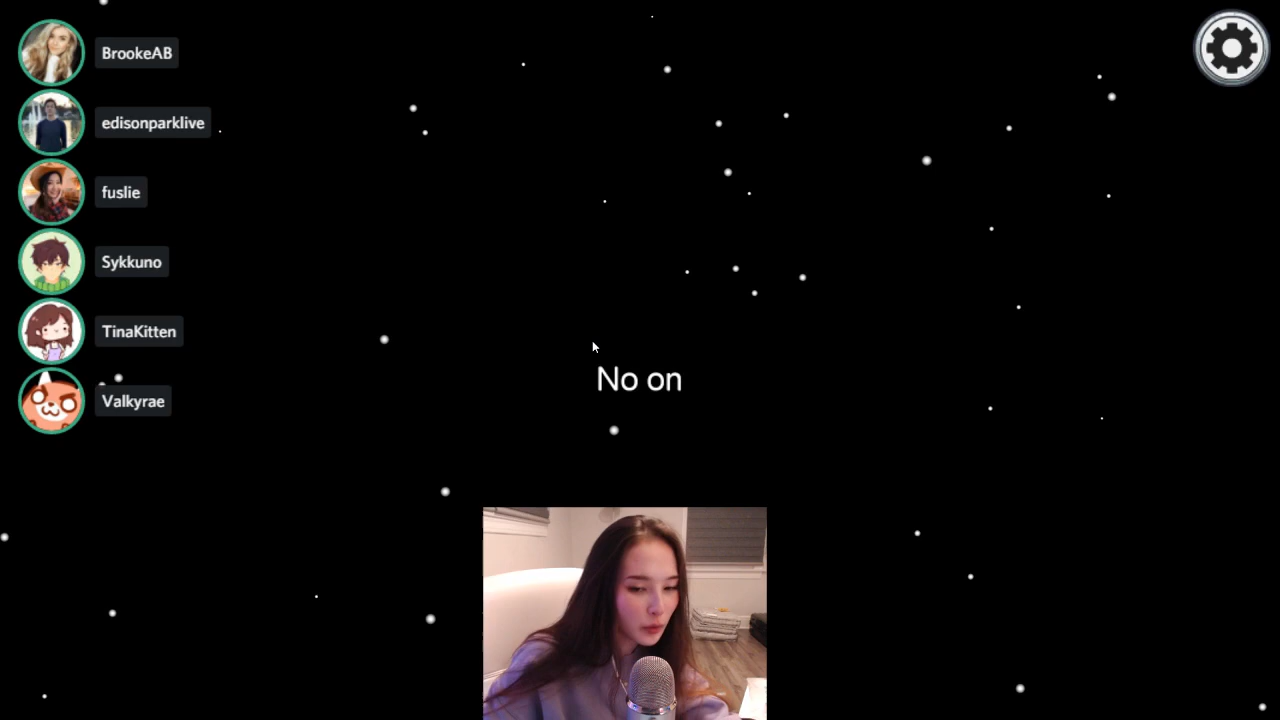 BrookeAB
edisonparklive
fuslie
Sykkuno
TinaKitten
Valkyrae
No on